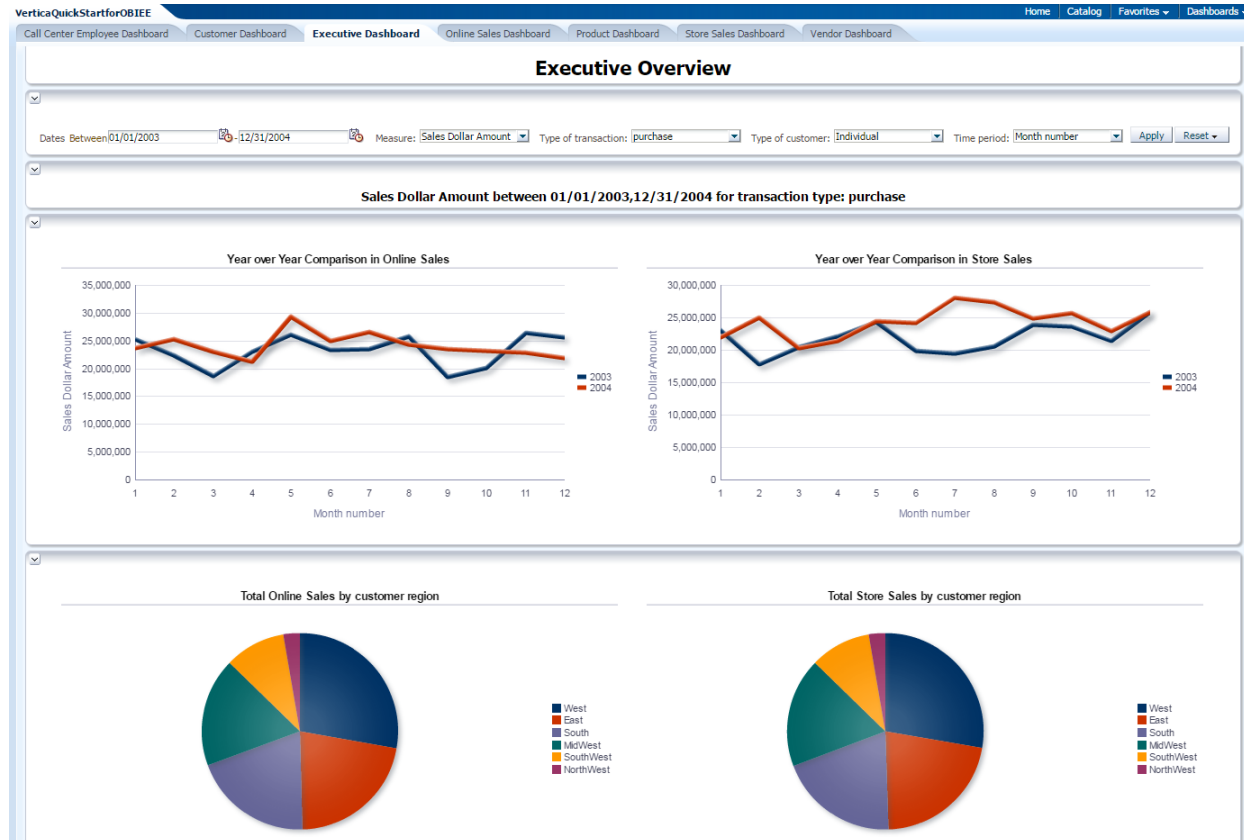 VerticaQuickStartforOBIEE
Home Catalog Favorites Dashboards
Call Center Employee Dashboard Customer Dashboard Executive Dashboard Online Sales Dashboard Product Dashboard Store Sales Dashboard Vendor Dashboard
Executive Overview
Dates Between 01/01/2003 - 12/31/2004 Measure: Sales Dollar Amount Type of transaction: purchase Type of customer: Individual Time period: Month number Apply Reset
Sales Dollar Amount between 01/01/2003,12/31/2004 for transaction type: purchase
Year over Year Comparison in Online Sales
35,000,000
30,000,000
25,000,000
20,000,000
15,000,000
10,000,000
5,000,000
0
Sales Dollar Amount
1 2 3 4 5 6 7 8 9 10 11 12
Month number
2003
2004
Year over Year Comparison in Store Sales
30,000,000
25,000,000
20,000,000
15,000,000
10,000,000
5,000,000
0
Sales Dollar Amount
1 2 3 4 5 6 7 8 9 10 11 12
Month number
2003
2004
Total Online Sales by customer region
West
East
South
MidWest
SouthWest
NorthWest
Total Store Sales by customer region
West
East
South
MidWest
SouthWest
NorthWest